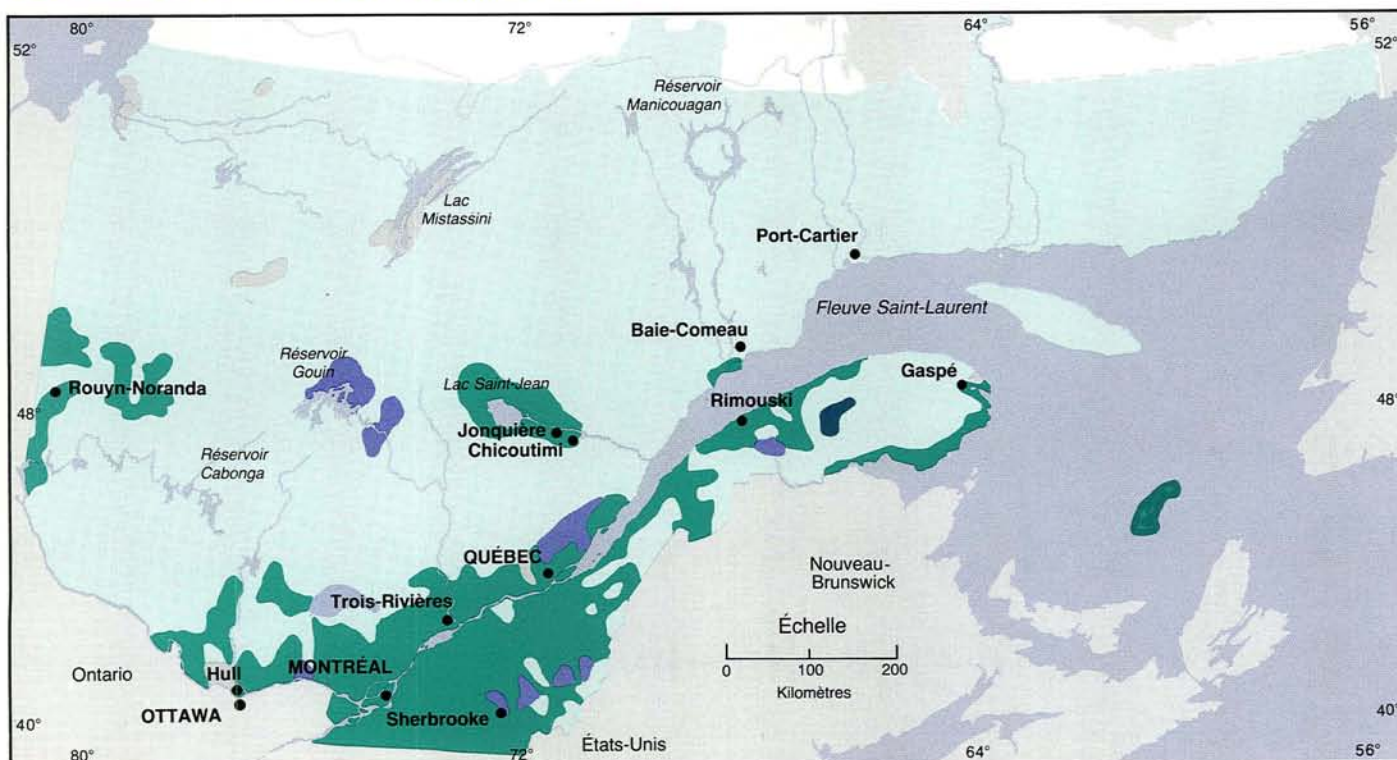 80°
72°
64°
56°
52°
52°
Réservoir
Manicouagan
Lac
Mistassini
Port-Cartier
Fleuve Saint-Laurent
Baie-Comeau
Réservoir
Gouin
Lac Saint-Jean
Gaspé
Rouyn-Noranda
Rimouski
48°
48°
Jonquière
Chicoutimi
Réservoir
Cabonga
QUÉBEC
Nouveau-
Brunswick
Trois-Rivières
Échelle
0 100 200
Kilomètres
Ontario
Hull
MONTRÉAL
OTTAWA
Sherbrooke
40°
40°
États-Unis
80°
72°
64°
56°